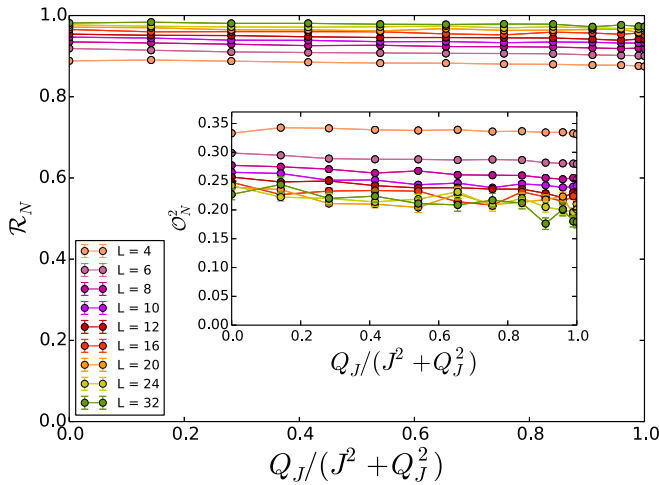 1.0
0.8
0.6
0.4
0.2
0.0
R_N
0.35
0.30
0.25
0.20
0.15
0.10
0.05
0.00
O_N^2
0.0 0.2 0.4 0.6 0.8 1.0
Q_J/(J^2+Q_J^2)
L = 4
L = 6
L = 8
L = 10
L = 12
L = 16
L = 20
L = 24
L = 32
0.0 0.2 0.4 0.6 0.8 1.0
Q_J/(J^2+Q_J^2)